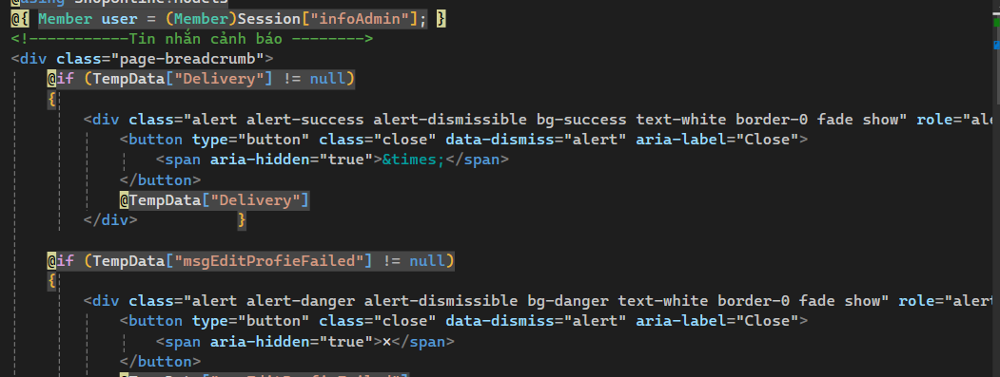 @using ShopOnline.Models
@{ Member user = (Member)Session["infoAdmin"]; }
<!-----------Tin nhắn cảnh báo -------->
<div class="page-breadcrumb">
@if (TempData["Delivery"] != null)
{
<div class="alert alert-success alert-dismissible bg-success text-white border-0 fade show" role="ale
<button type="button" class="close" data-dismiss="alert" aria-label="Close">
<span aria-hidden="true">&times;</span>
</button>
@TempData["Delivery"]
</div> }
@if (TempData["msgEditProfieFailed"] != null)
{
<div class="alert alert-danger alert-dismissible bg-danger text-white border-0 fade show" role="alert
<button type="button" class="close" data-dismiss="alert" aria-label="Close">
<span aria-hidden="true">×</span>
</button>
@TempData["msgEditProfieFailed"]